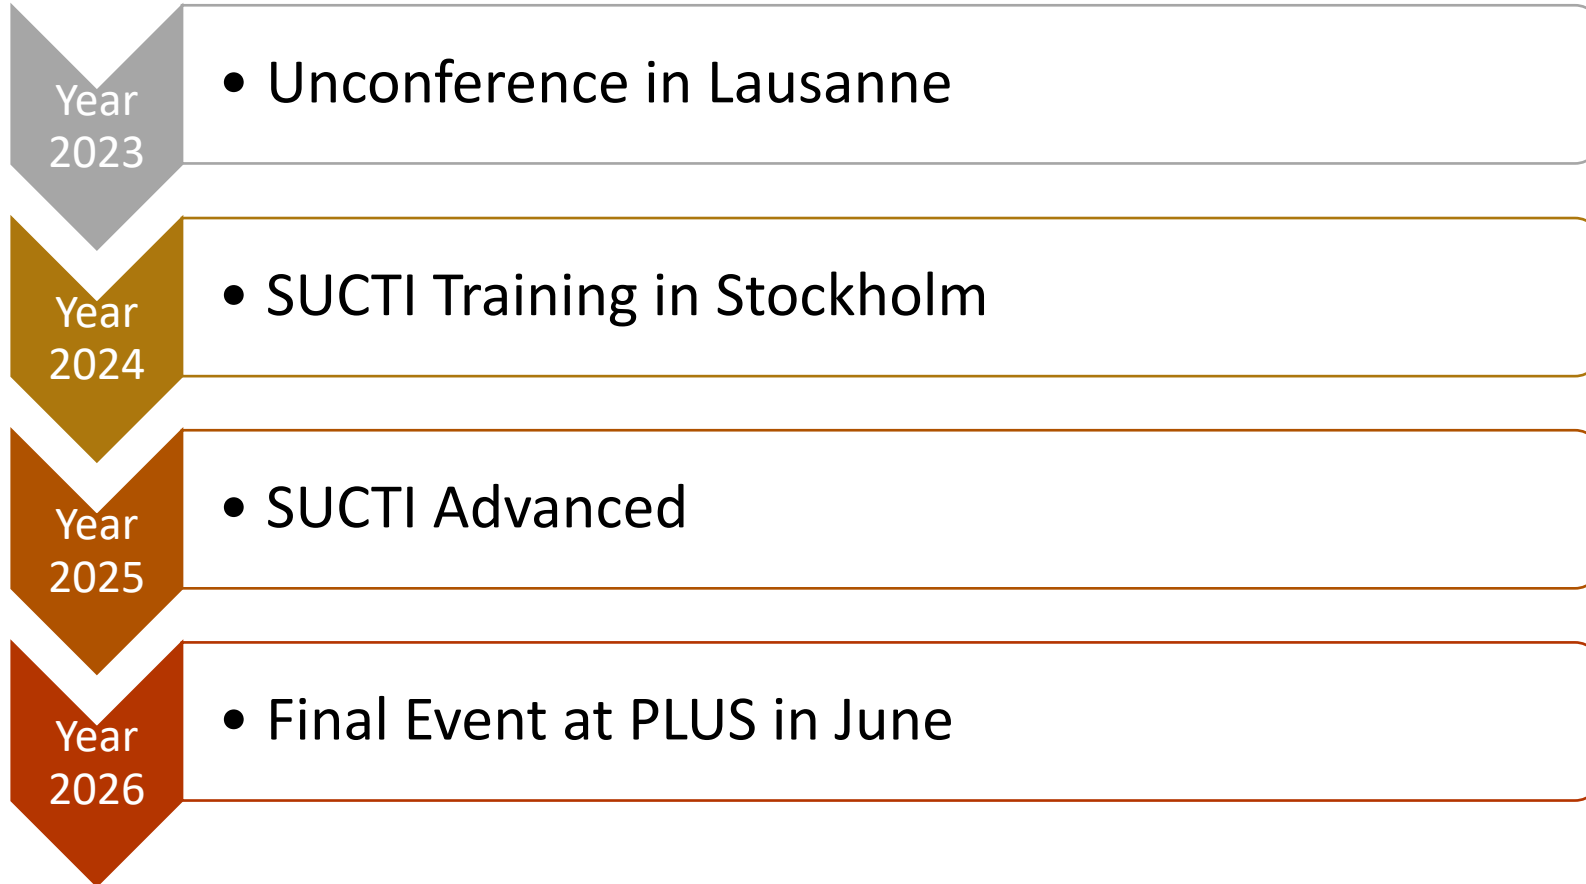 Year
2023
• Unconference in Lausanne
Year
2024
• SUCTI Training in Stockholm
Year
2025
• SUCTI Advanced
Year
2026
• Final Event at PLUS in June